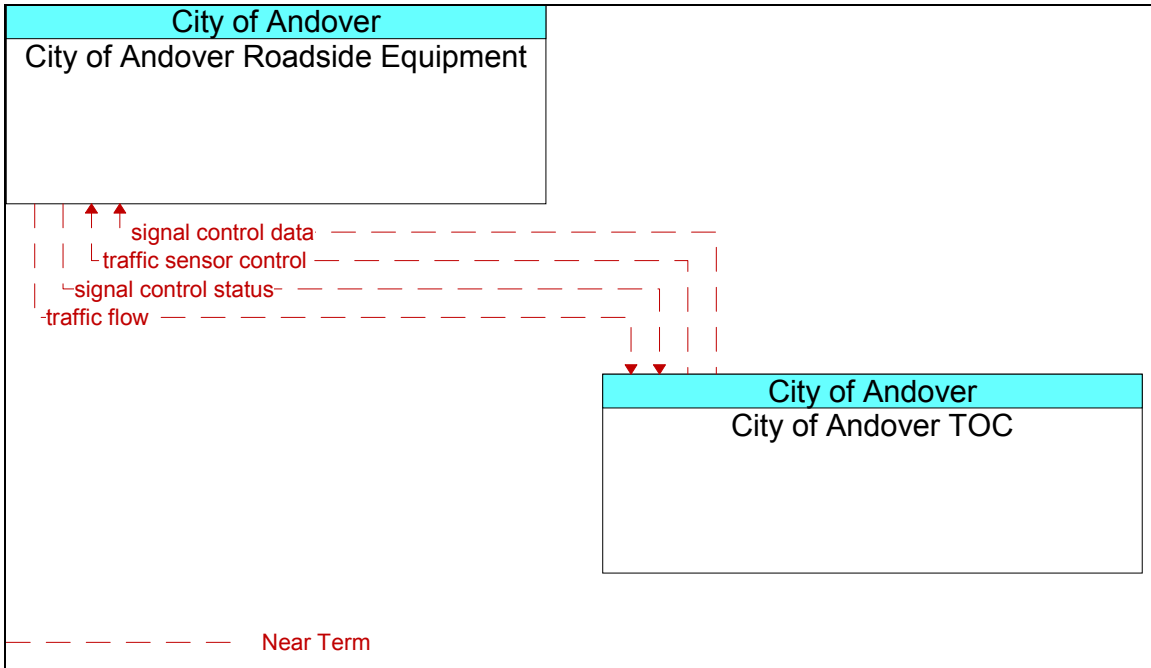 City of Andover
City of Andover Roadside Equipment
signal control data
traffic sensor control
signal control status
traffic flow
City of Andover
City of Andover TOC
Near Term